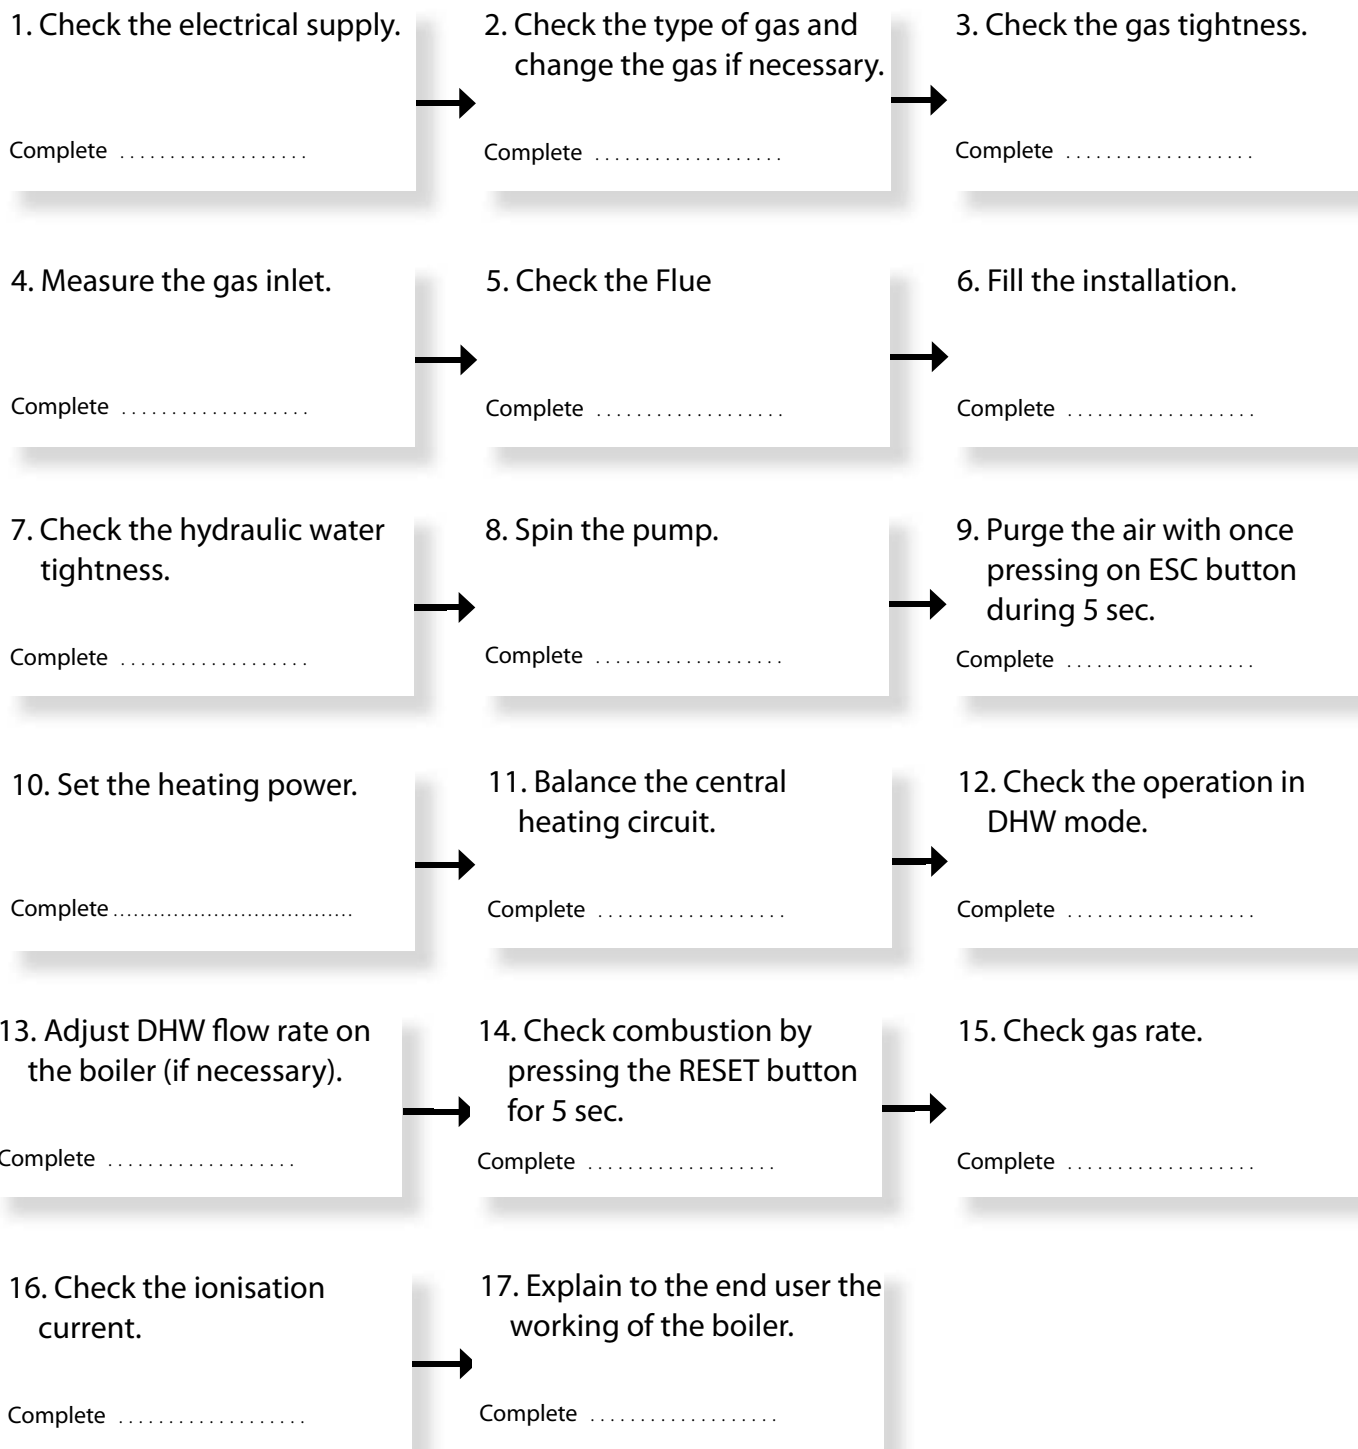 1. Check the electrical supply.
Complete ...................
2. Check the type of gas and
change the gas if necessary.
Complete ...................
3. Check the gas tightness.
Complete ...................
4. Measure the gas inlet.
Complete ...................
5. Check the Flue
Complete ...................
6. Fill the installation.
Complete ...................
7. Check the hydraulic water
tightness.
Complete ...................
8. Spin the pump.
Complete ...................
9. Purge the air with once
pressing on ESC button
during 5 sec.
Complete ...................
10. Set the heating power.
Complete ....................................
11. Balance the central
heating circuit.
Complete ...................
12. Check the operation in
DHW mode.
Complete ...................
13. Adjust DHW flow rate on
the boiler (if necessary).
Complete ...................
14. Check combustion by
pressing the RESET button
for 5 sec.
Complete ...................
15. Check gas rate.
Complete ...................
16. Check the ionisation
current.
Complete ...................
17. Explain to the end user the
working of the boiler.
Complete ...................